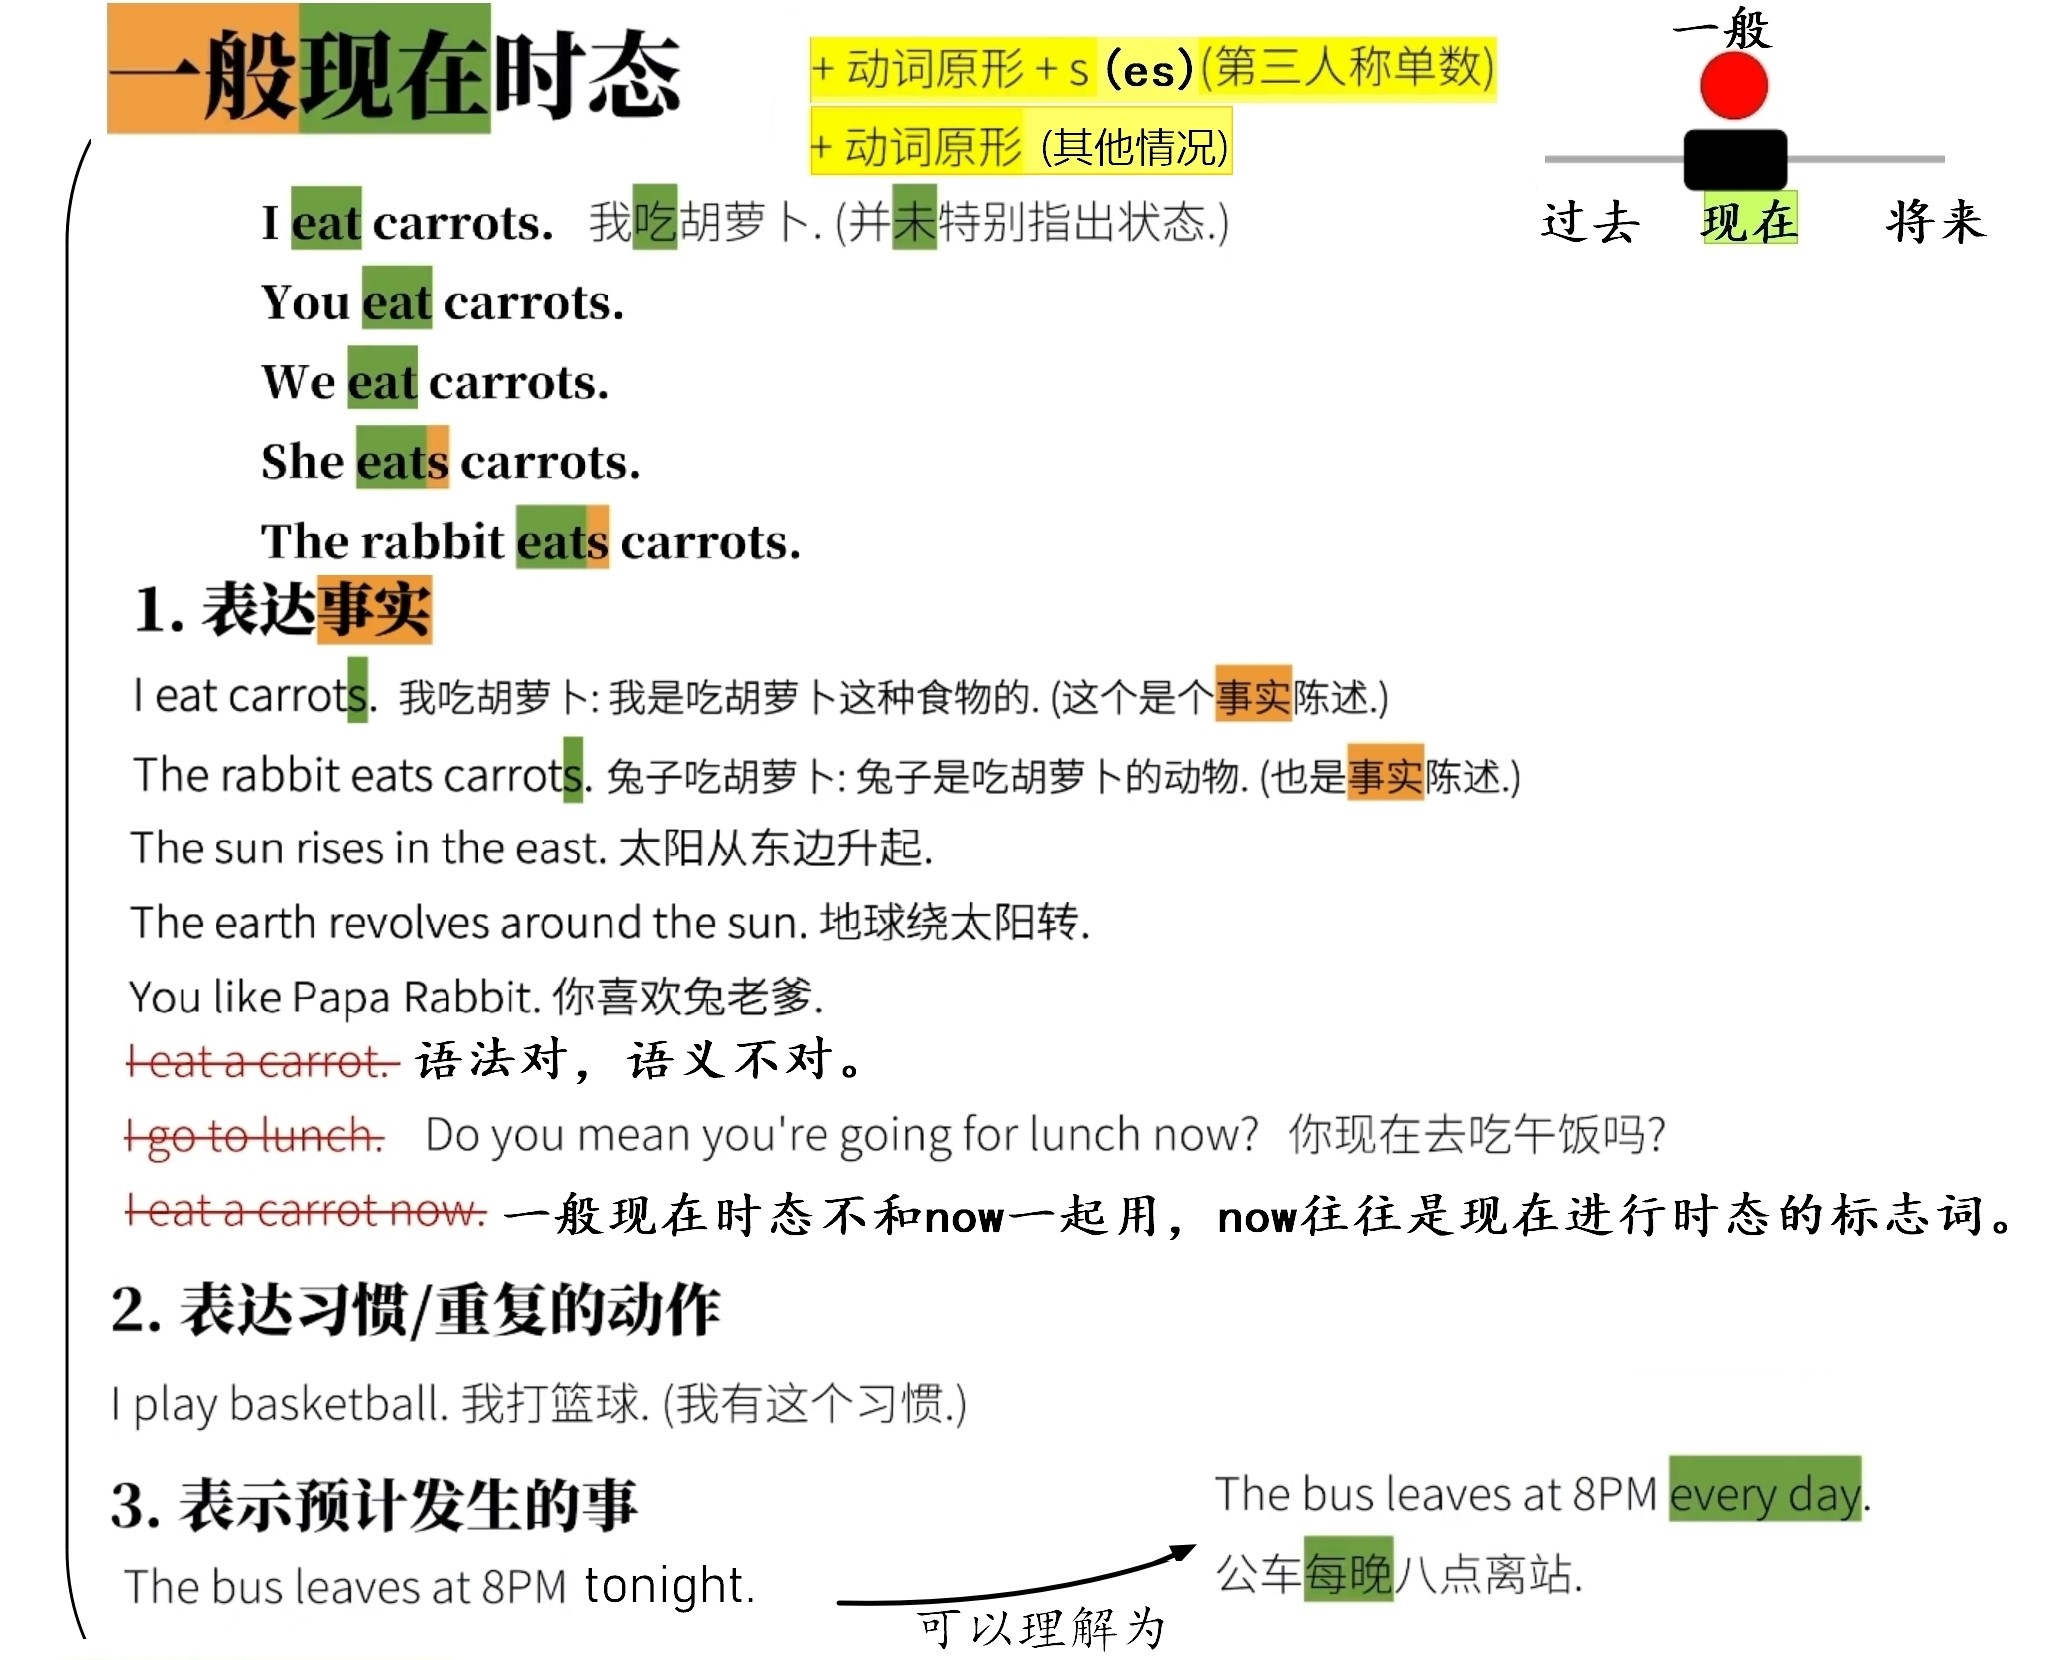 一般现在时态
+ 动词原形 + s (es)(第三人称单数)
+ 动词原形 (其他情况)
一般
过去 现在 将来
I eat carrots. 我吃胡萝卜. (并未特别指出状态.)
You eat carrots.
We eat carrots.
She eats carrots.
The rabbit eats carrots.
1. 表达事实
I eat carrots. 我吃胡萝卜: 我是吃胡萝卜这种食物的. (这个是个事实陈述.)
The rabbit eats carrots. 兔子吃胡萝卜: 兔子是吃胡萝卜的动物. (也是事实陈述.)
The sun rises in the east. 太阳从东边升起.
The earth revolves around the sun. 地球绕太阳转.
You like Papa Rabbit. 你喜欢兔老爹.
I eat a carrot. 语法对，语义不对。
I go to lunch. Do you mean you're going for lunch now? 你现在去吃午饭吗?
I eat a carrot now. 一般现在时态不和now一起用，now往往是现在进行时态的标志词。
2. 表达习惯/重复的动作
I play basketball. 我打篮球. (我有这个习惯.)
3. 表示预计发生的事
The bus leaves at 8PM tonight.
可以理解为
The bus leaves at 8PM every day.
公车每晚八点离站.